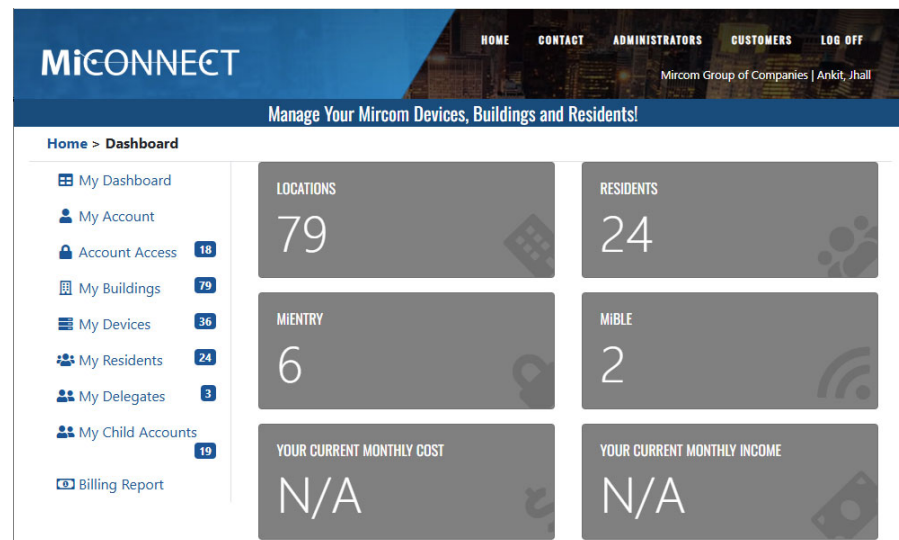 MiCONNECT
HOME CONTACT ADMINISTRATORS CUSTOMERS LOG OFF
Mircom Group of Companies | Ankit, Jhall
Manage Your Mircom Devices, Buildings and Residents!
Home > Dashboard
My Dashboard
My Account
Account Access 18
My Buildings 79
My Devices 36
My Residents 24
My Delegates 3
My Child Accounts
19
Billing Report
LOCATIONS
79
RESIDENTS
24
MiENTRY
6
MiBLE
2
YOUR CURRENT MONTHLY COST
N/A
YOUR CURRENT MONTHLY INCOME
N/A